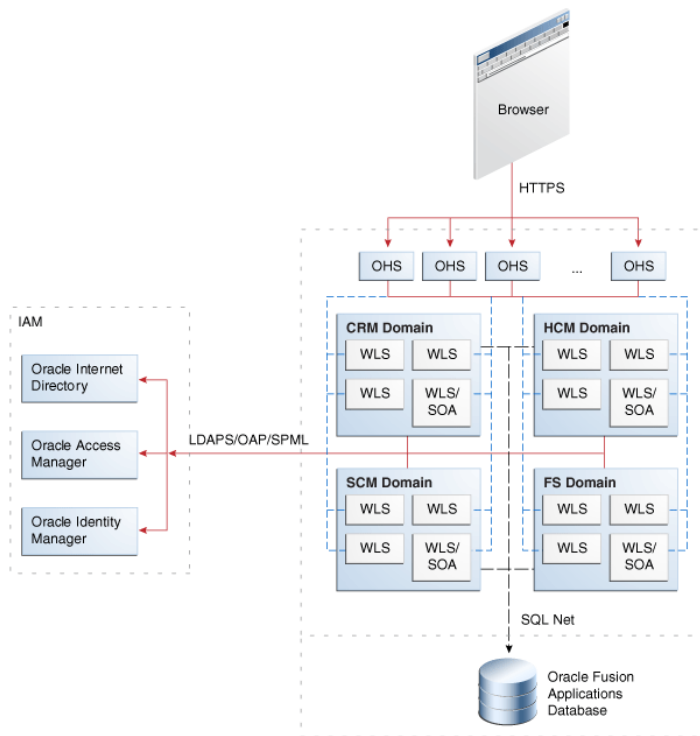 Browser
HTTPS
OHS
OHS
OHS
...
OHS
IAM
Oracle Internet
Directory
Oracle Access
Manager
Oracle Identity
Manager
LDAPS/OAP/SPML
CRM Domain
WLS
WLS
WLS
WLS/
SOA
HCM Domain
WLS
WLS
WLS
WLS/
SOA
SCM Domain
WLS
WLS
WLS
WLS/
SOA
FS Domain
WLS
WLS
WLS
WLS/
SOA
SQL Net
Oracle Fusion
Applications
Database